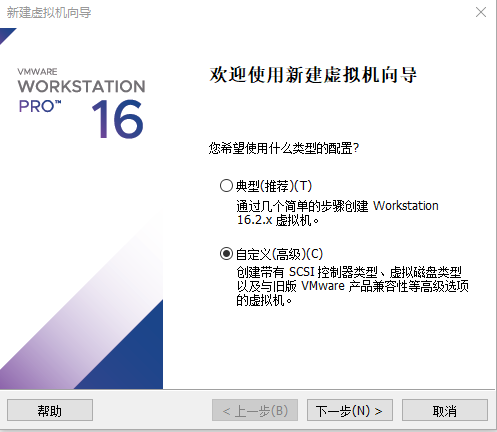 新建虚拟机向导
VMWARE
WORKSTATION
PRO™ 16
欢迎使用新建虚拟机向导
您希望使用什么类型的配置?
典型(推荐)(T)
通过几个简单的步骤创建 Workstation
16.2.x 虚拟机。
自定义(高级)(C)
创建带有 SCSI 控制器类型、虚拟磁盘类型
以及与旧版 VMware 产品兼容性等高级选项
的虚拟机。
帮助
< 上一步(B)
下一步(N) >
取消